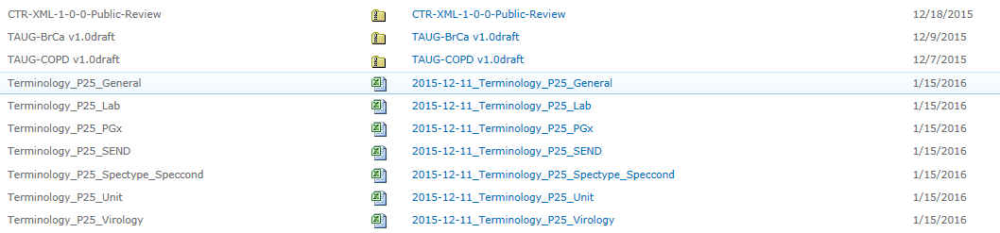 CTR-XML-1-0-0-Public-Review CTR-XML-1-0-0-Public-Review 12/18/2015
TAUG-BrCa v1.0draft TAUG-BrCa v1.0draft 12/9/2015
TAUG-COPD v1.0draft TAUG-COPD v1.0draft 12/7/2015
Terminology_P25_General 2015-12-11_Terminology_P25_General 1/15/2016
Terminology_P25_Lab 2015-12-11_Terminology_P25_Lab 1/15/2016
Terminology_P25_PGx 2015-12-11_Terminology_P25_PGx 1/15/2016
Terminology_P25_SEND 2015-12-11_Terminology_P25_SEND 1/15/2016
Terminology_P25_Spectype_Speccond 2015-12-11_Terminology_P25_Spectype_Speccond 1/15/2016
Terminology_P25_Unit 2015-12-11_Terminology_P25_Unit 1/15/2016
Terminology_P25_Virology 2015-12-11_Terminology_P25_Virology 1/15/2016